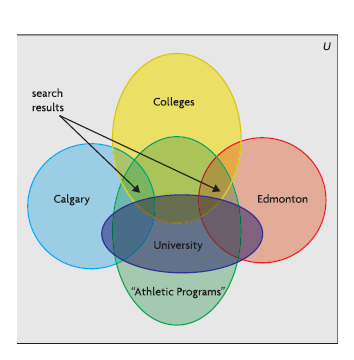 U
search
results
Colleges
Calgary
Edmonton
University
"Athletic Programs"